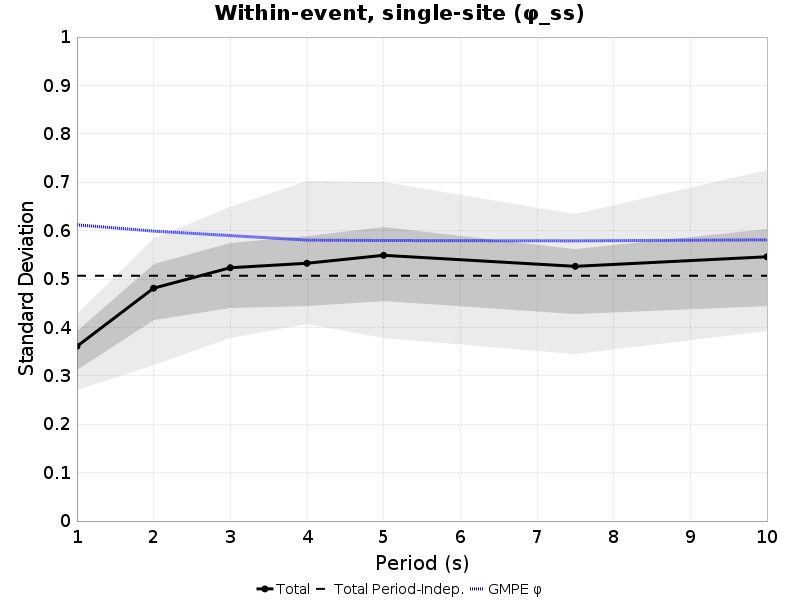 Within-event, single-site (φ_ss)
1
0.9
0.8
0.7
0.6
0.5
0.4
0.3
0.2
0.1
0
Standard Deviation
1 2 3 4 5 6 7 8 9 10
Period (s)
Total Total Period-Indep. GMPE φ